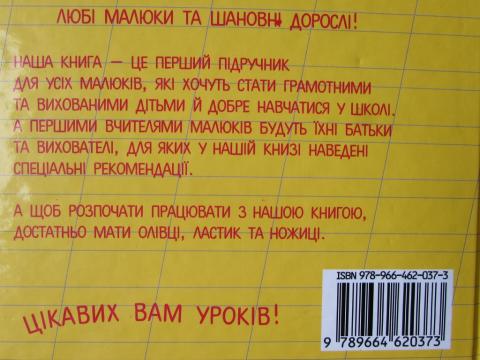 ЛЮБІ МАЛЮКИ ТА ШАНОВНІ ДОРОСЛІ!
НАША КНИГА – ЦЕ ПЕРШИЙ ПІДРУЧНИК
ДЛЯ УСІХ МАЛЮКІВ, ЯКІ ХОЧУТЬ СТАТИ ГРАМОТНИМИ
ТА ВИХОВАНИМИ ДІТЬМИ Й ДОБРЕ НАВЧАТИСЯ У ШКОЛІ.
А ПЕРШИМИ ВЧИТЕЛЯМИ МАЛЮКІВ БУДУТЬ ЇХНІ БАТЬКИ
ТА ВИХОВАТЕЛІ, ДЛЯ ЯКИХ У НАШІЙ КНИЗІ НАВЕДЕНІ
СПЕЦІАЛЬНІ РЕКОМЕНДАЦІЇ.
А ЩОБ РОЗПОЧАТИ ПРАЦЮВАТИ З НАШОЮ КНИГОЮ,
ДОСТАТНЬО МАТИ ОЛІВЦІ, ЛАСТИК ТА НОЖИЦІ.
ЦІКАВИХ ВАМ УРОКІВ!
ISBN 978-966-462-037-3
9 789664 620373